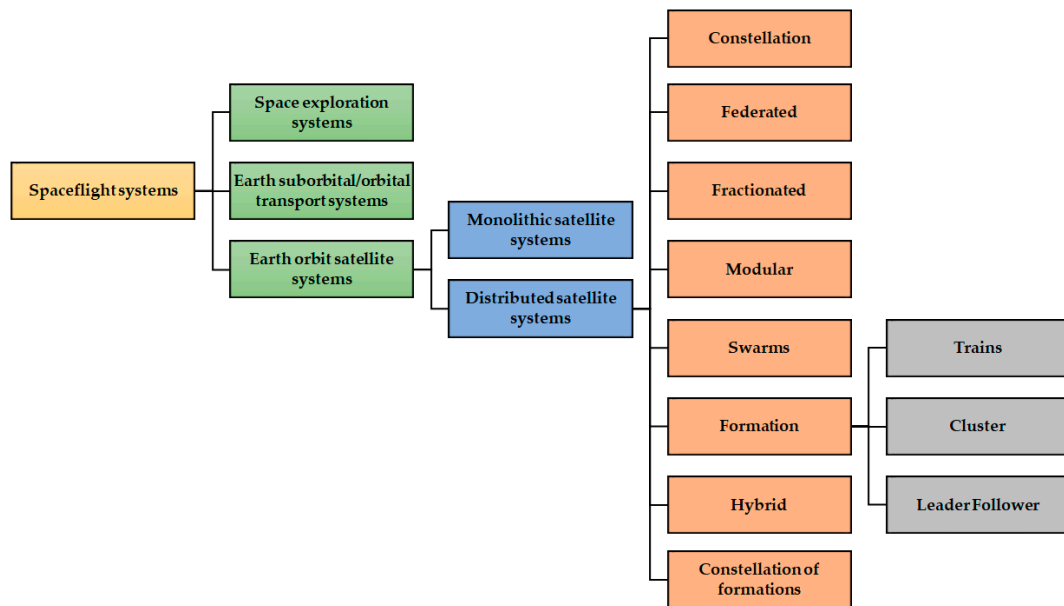 Spaceflight systems
Space exploration
systems
Earth suborbital/orbital
transport systems
Earth orbit satellite
systems
Monolithic satellite
systems
Distributed satellite
systems
Constellation
Federated
Fractionated
Modular
Swarms
Formation
Hybrid
Constellation of
formations
Trains
Cluster
Leader Follower